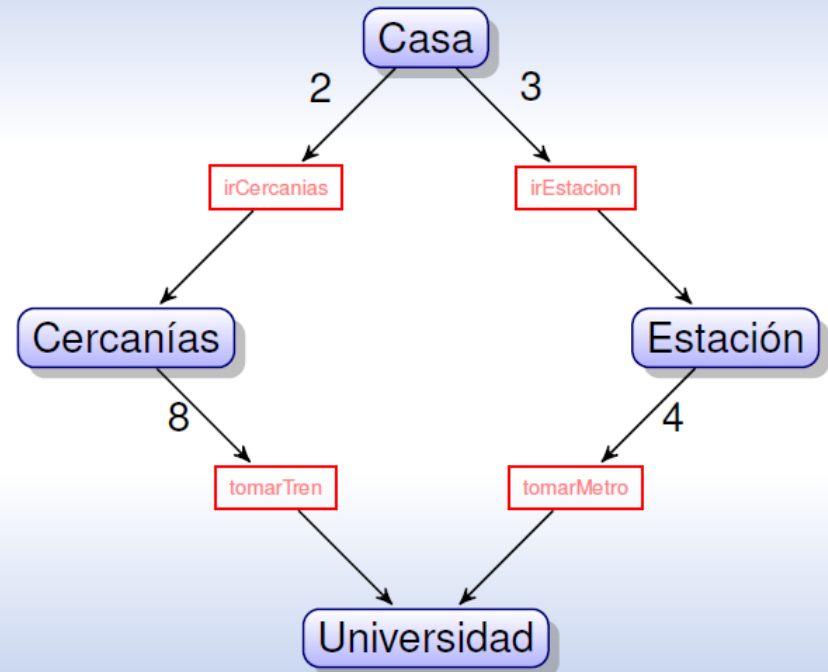 Casa
2
3
irCercanias
irEstacion
Cercanías
Estación
8
4
tomarTren
tomarMetro
Universidad